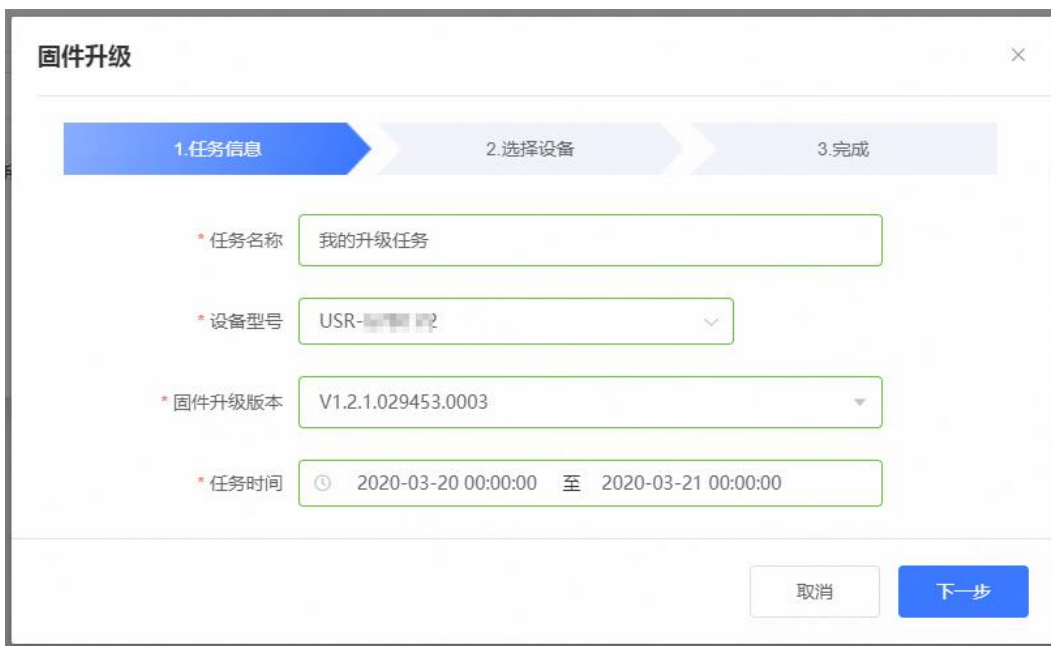 固件升级
1.任务信息
2.选择设备
3.完成
* 任务名称 我的升级任务
* 设备型号 USR-
* 固件升级版本 V1.2.1.029453.0003
* 任务时间 2020-03-20 00:00:00 至 2020-03-21 00:00:00
取消 下一步